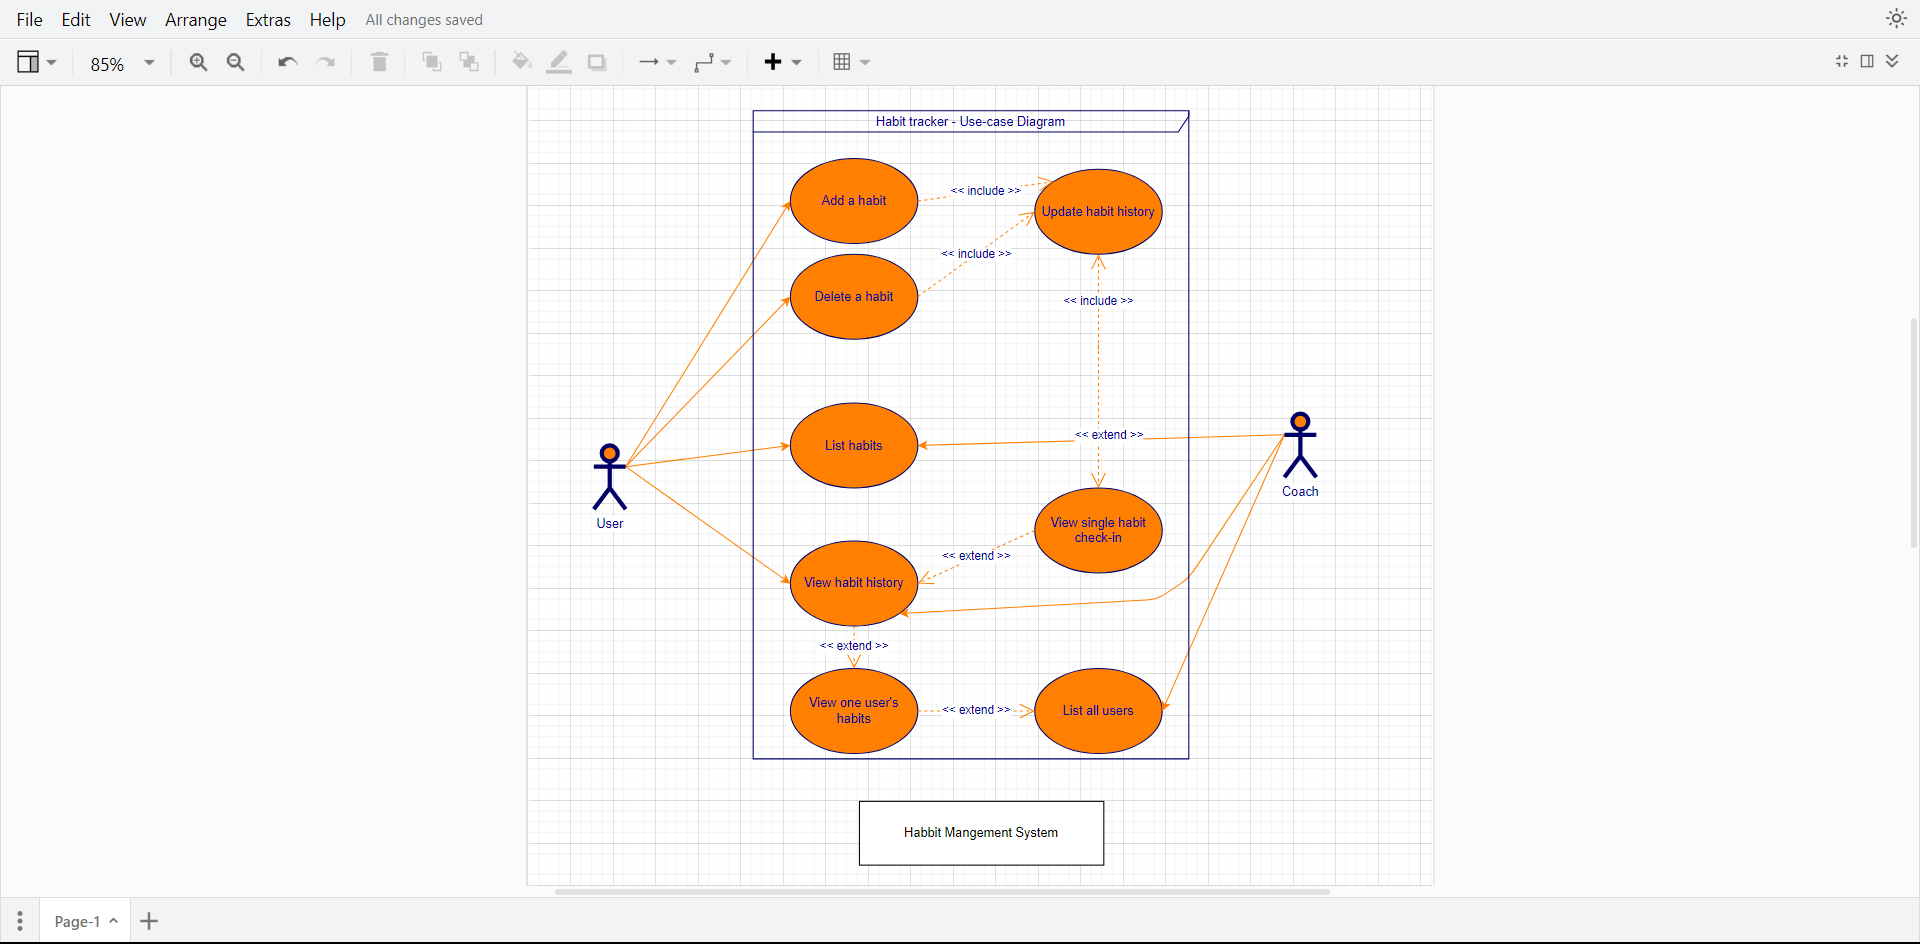 File Edit View Arrange Extras Help All changes saved
85%
Habit tracker - Use-case Diagram
Add a habit
<< include >>
Update habit history
<< include >>
Delete a habit
<< include >>
<< extend >>
List habits
User
Coach
View single habit
check-in
<< extend >>
View habit history
<< extend >>
View one user's
habits
<< extend >>
List all users
Habbit Mangement System
Page-1